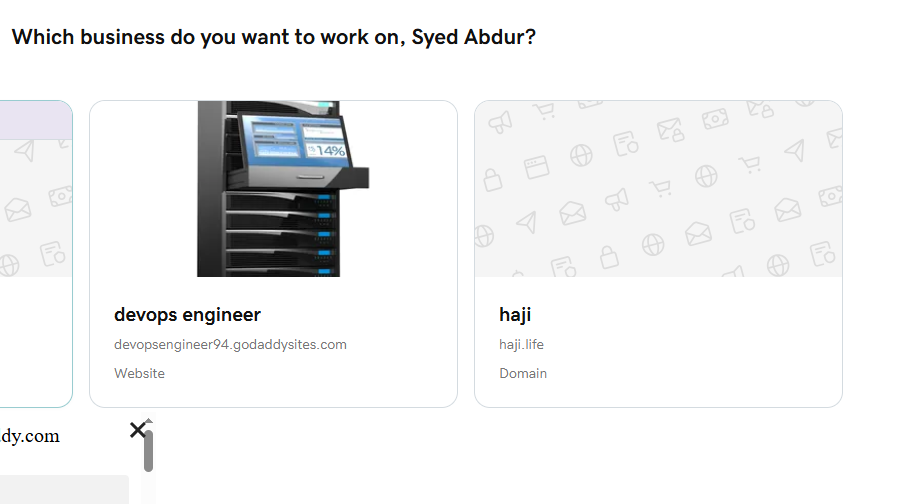 Which business do you want to work on, Syed Abdur?
14%
devops engineer
devopsengineer94.godaddysites.com
Website
haji
haji.life
Domain
dy.com